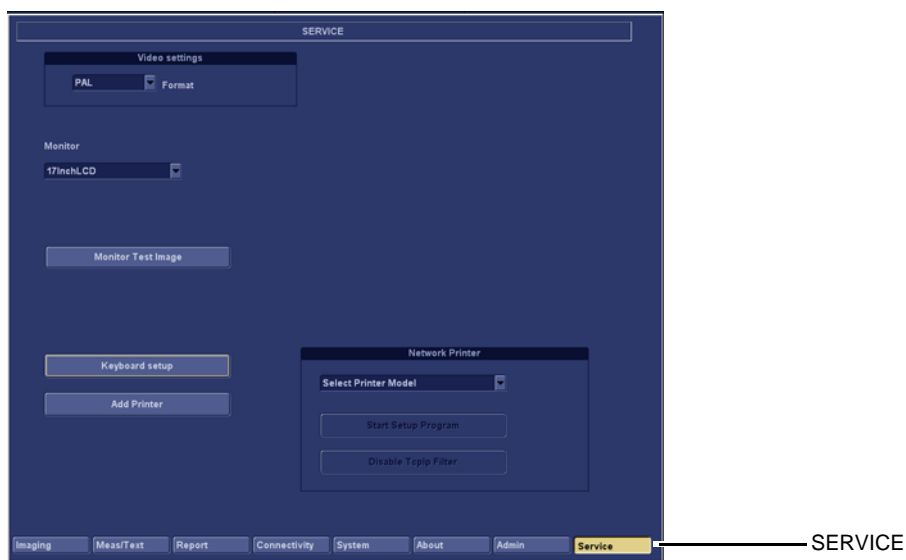 SERVICE
Video settings
PAL Format
Monitor
17inchLCD
Monitor Test Image
Keyboard setup
Add Printer
Network Printer
Select Printer Model
Start Setup Program
Disable Tcpip Filter
Imaging Meas/Text Report Connectivity System About Admin Service
SERVICE